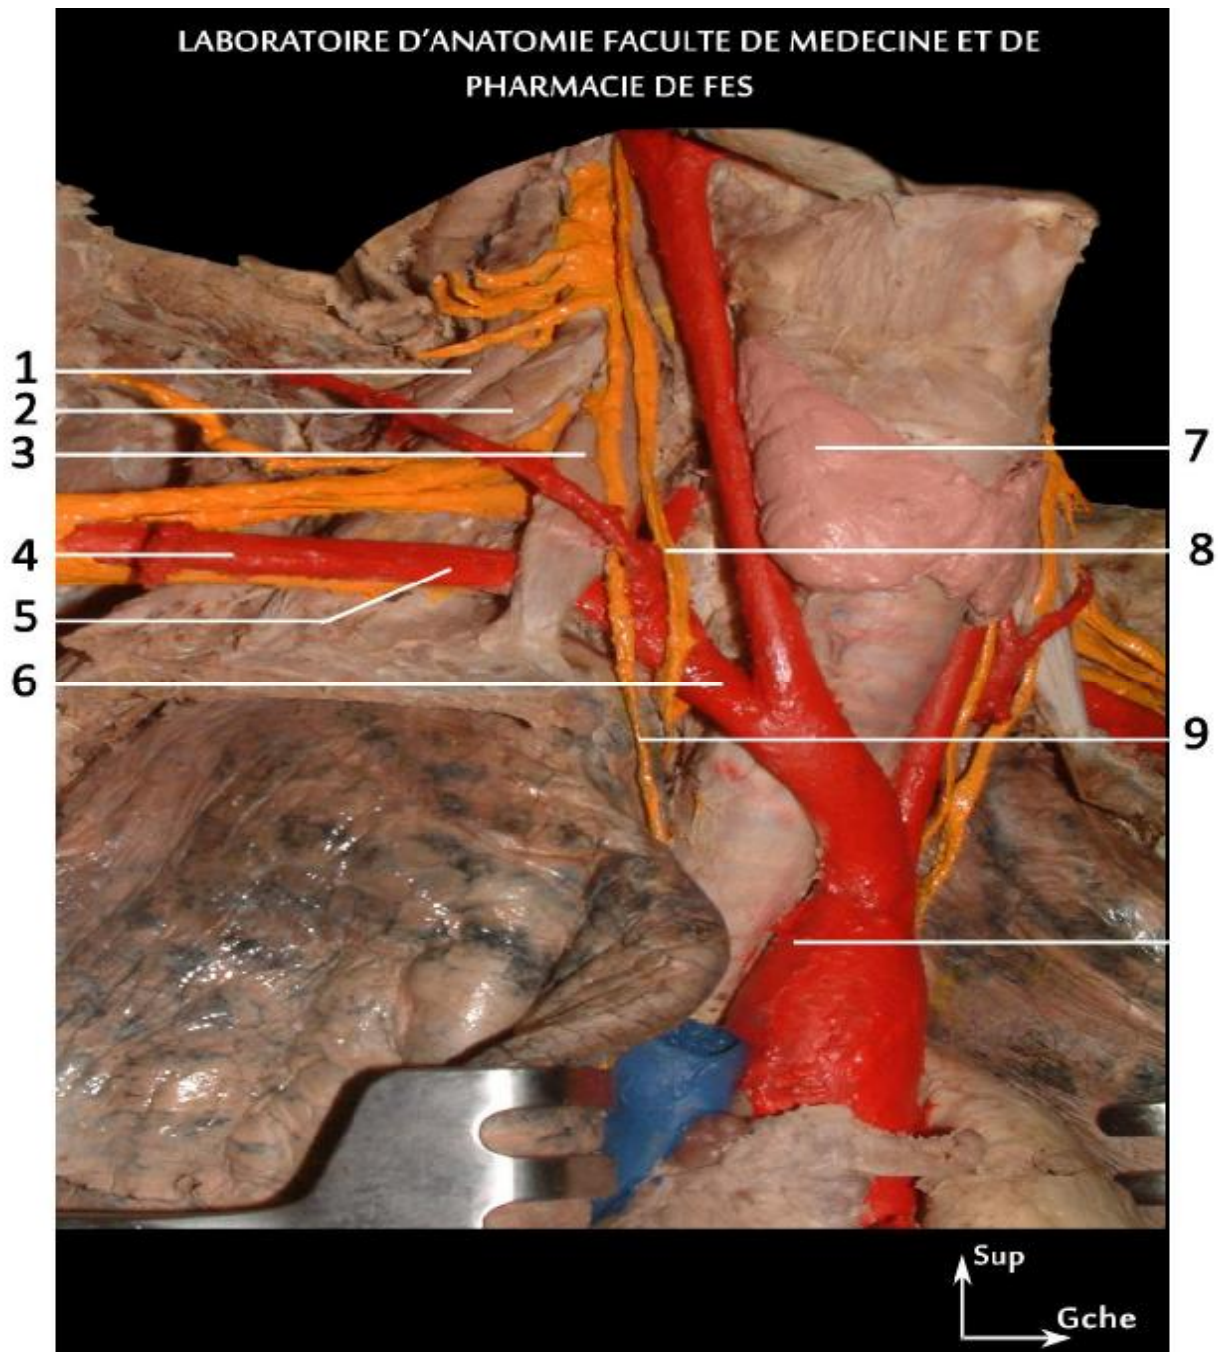 LABORATOIRE D'ANATOMIE FACULTE DE MEDECINE ET DE
PHARMACIE DE FES
1
2
3
4
5
6
7
8
9
Sup
Gche